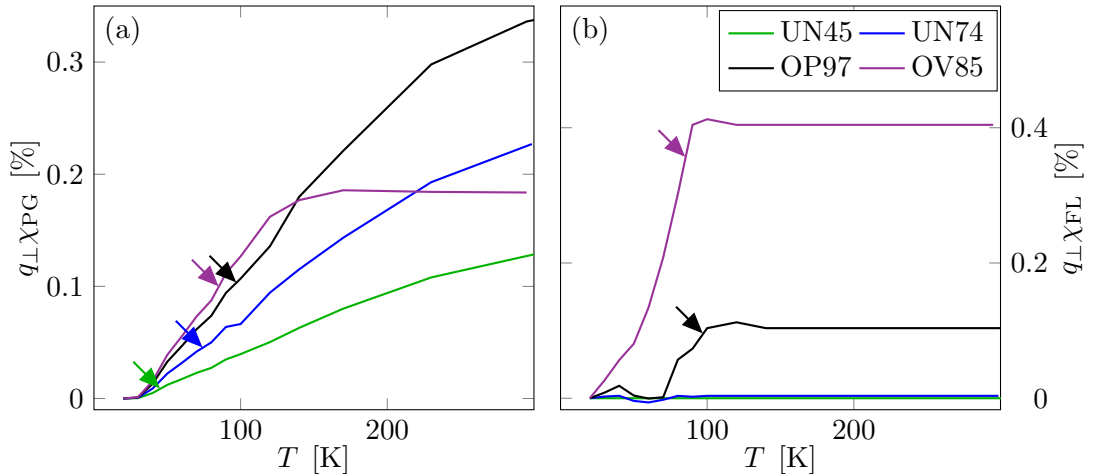 (a)
0.3
0.2
0.1
0
q⊥χPG [%]
100
200
T [K]
(b)
UN45
UN74
OP97
OV85
0.4
0.2
0
q⊥χFL [%]
100
200
T [K]